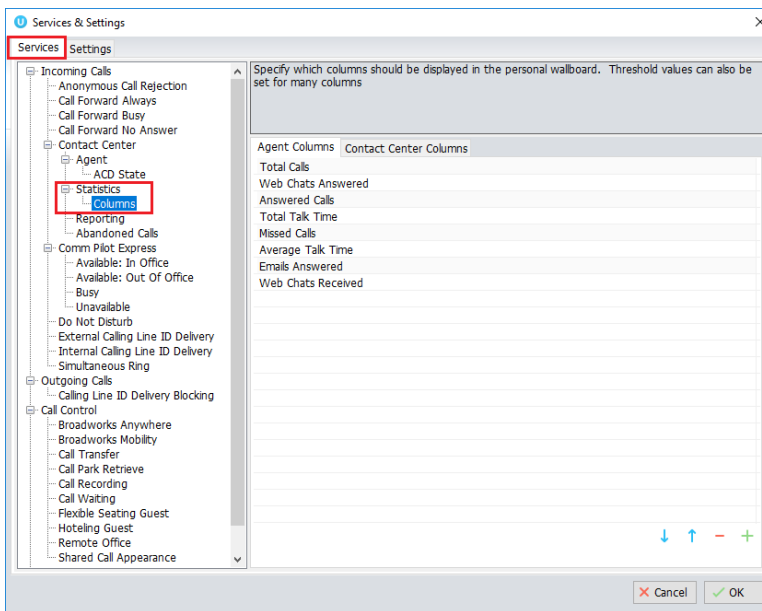 Services & Settings
Services Settings
Incoming Calls
Anonymous Call Rejection
Call Forward Always
Call Forward Busy
Call Forward No Answer
Contact Center
Agent
ACD State
Statistics
Columns
Reporting
Abandoned Calls
Comm Pilot Express
Available: In Office
Available: Out Of Office
Busy
Unavailable
Do Not Disturb
External Calling Line ID Delivery
Internal Calling Line ID Delivery
Simultaneous Ring
Outgoing Calls
Calling Line ID Delivery Blocking
Call Control
Broadworks Anywhere
Broadworks Mobility
Call Transfer
Call Park Retrieve
Call Recording
Call Waiting
Flexible Seating Guest
Hoteling Guest
Remote Office
Shared Call Appearance
Specify which columns should be displayed in the personal wallboard. Threshold values can also be
set for many columns
Agent Columns Contact Center Columns
Total Calls
Web Chats Answered
Answered Calls
Total Talk Time
Missed Calls
Average Talk Time
Emails Answered
Web Chats Received
Cancel OK